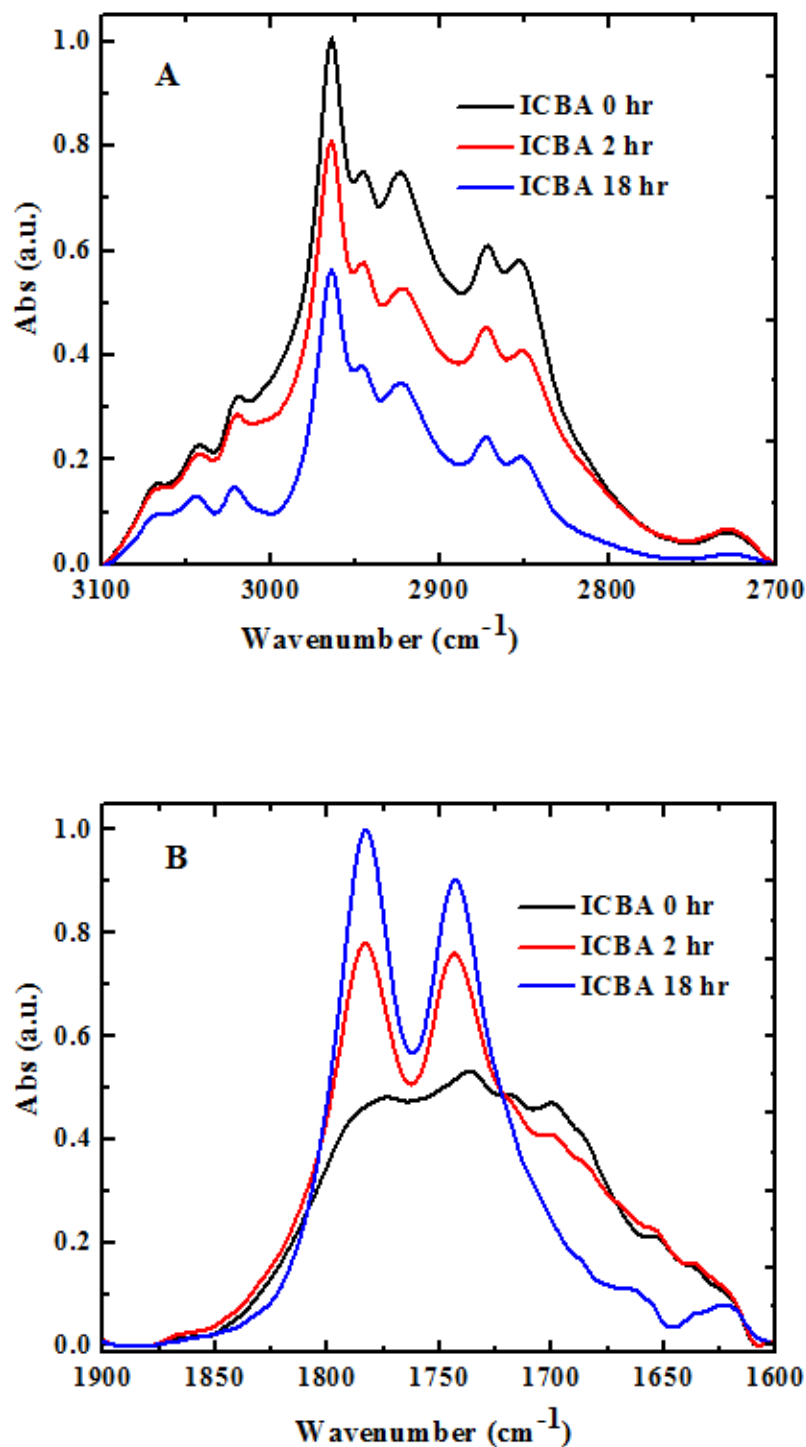 A
ICBA 0 hr
ICBA 2 hr
ICBA 18 hr
Abs (a.u.)
1.0
0.8
0.6
0.4
0.2
0.0
3100 3000 2900 2800 2700
Wavenumber (cm⁻¹)
B
ICBA 0 hr
ICBA 2 hr
ICBA 18 hr
Abs (a.u.)
1.0
0.8
0.6
0.4
0.2
0.0
1900 1850 1800 1750 1700 1650 1600
Wavenumber (cm⁻¹)